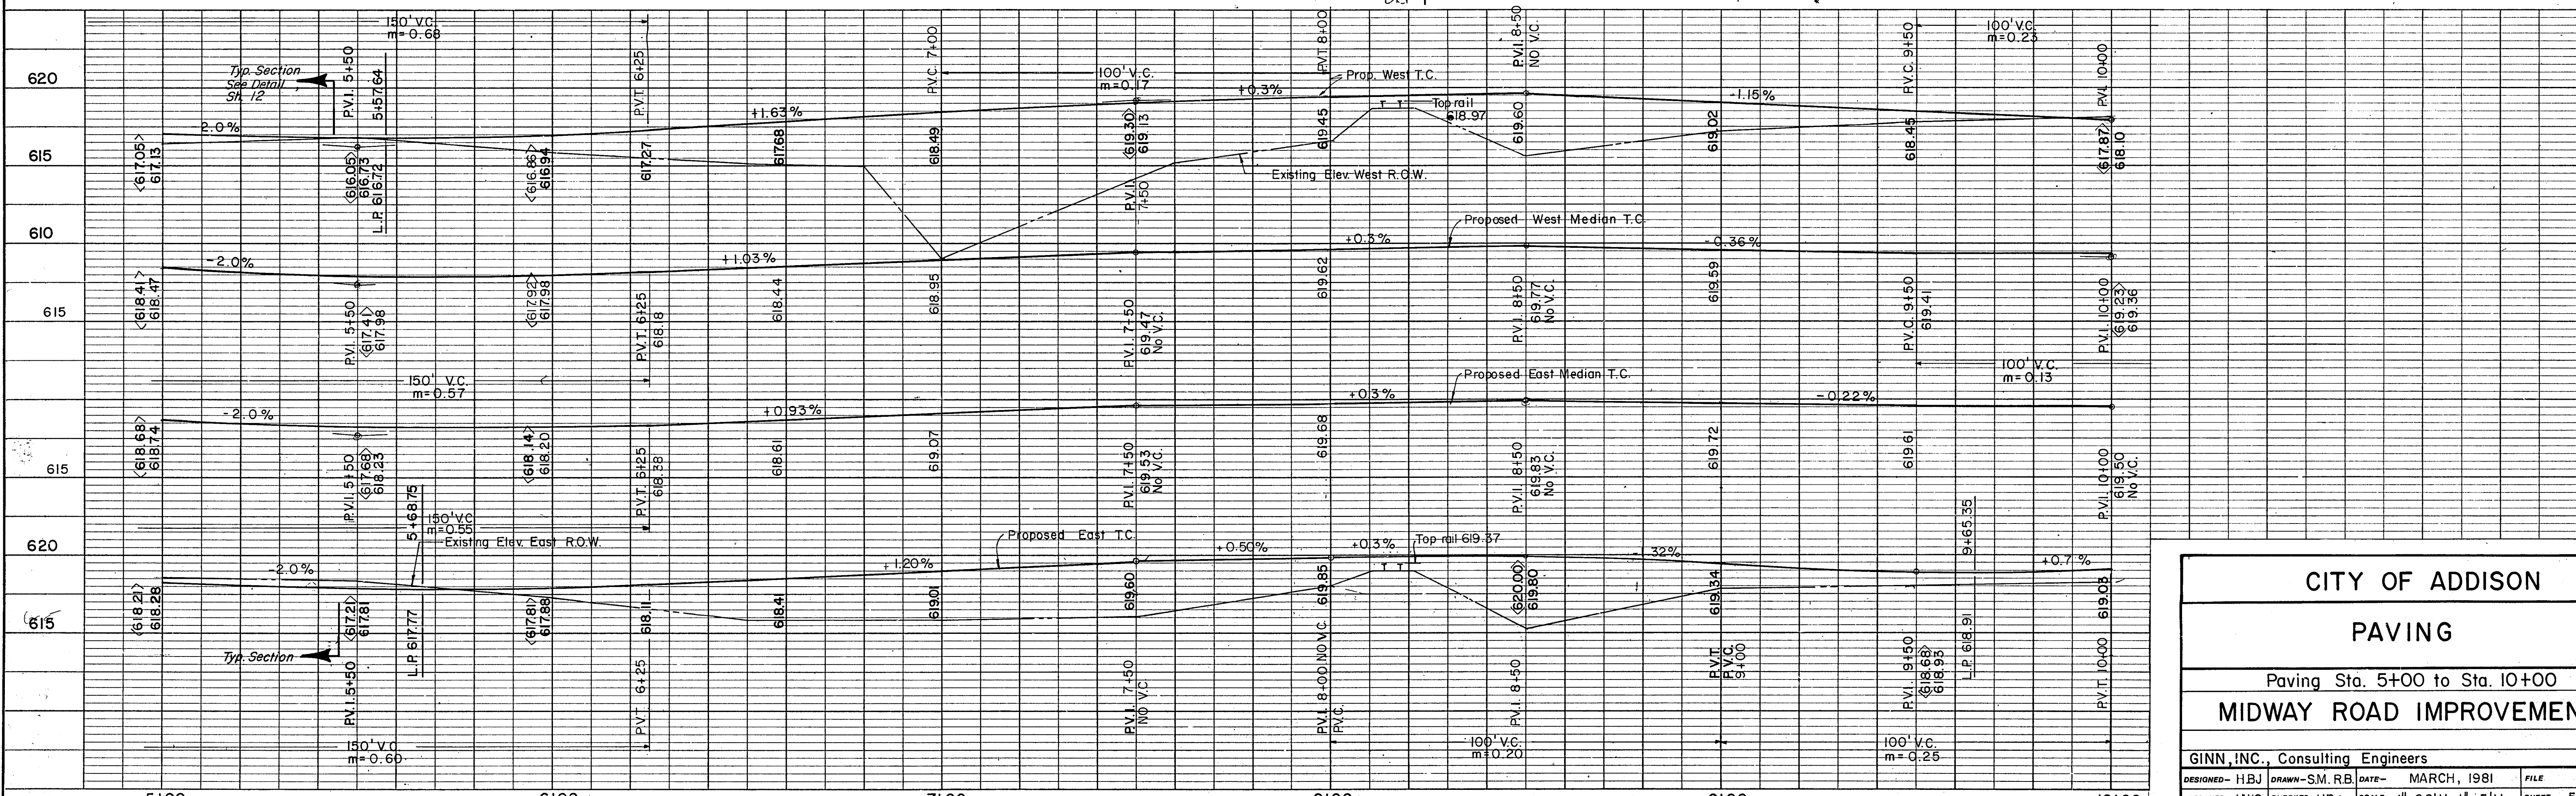 150' V.C.
m=0.68
P.V.I. 5+50
5+57.64
P.V.T. 6+25
P.V.C. 7+00
100' V.C.
m=0.17
P.V.T. 8+00
P.V.I. 8+50
NO V.C.
P.V.C. 9+50
100' V.C.
m=0.23
P.V.I. 10+00
620
Typ. Section
See Detail
Sh. 12
Prop. West T.C.
2.0%
+1.63%
+0.3%
Top rail
618.97
-1.15%
615
<617.05>
617.13
<616.05>
616.73
L.P. 616.72
<616.86>
616.94
617.27
617.68
618.49
<619.30>
619.13
P.V.I.
7+50
619.45
619.60
619.02
618.45
<617.87>
618.10
Existing Elev. West R.O.W.
610
Proposed West Median T.C.
-2.0%
+1.03%
+0.3%
-0.36%
615
<618.41>
618.47
P.V.I. 5+50
<617.41>
617.98
<617.92>
617.98
P.V.T. 6+25
618.8
618.44
618.95
P.V.I. 7-50
619.47
No V.C.
619.62
P.V.I. 8+50
619.77
No V.C.
619.59
P.V.C. 9+50
619.41
P.V.I. 10+00
<619.23>
619.36
150' V.C.
m=0.57
100' V.C.
m=0.13
Proposed East Median T.C.
-2.0%
+0.93%
+0.3%
-0.22%
615
<618.68>
618.74
P.V.I. 5+50
<617.68>
618.23
<618.14>
618.20
P.V.T. 6+25
618.38
618.61
69.07
P.V.I. 7+50
619.53
No V.C.
619.68
P.V.I. 8+50
619.83
No V.C.
619.72
619.61
P.V.I. 10+00
619.50
No V.C.
5+68.75
150' V.C
m=0.55
9+65.35
620
Existing Elev. East R.O.W.
Proposed East T.C.
-2.0%
+1.20%
+0.50%
+0.3%
Top rail 619.37
-1.32%
+0.7%
615
<618.21>
618.28
<617.21>
617.81
L.P. 617.77
<617.81>
617.88
618.11
618.41
619.01
619.60
619.85
<620.00>
619.80
619.34
619.03
Typ. Section
P.V.I. 5+50
P.V.T. 6+25
P.V.I. 7+50
NO V.C.
P.V.I. 8+00 NO V.C.
P.V.C.
P.V.I. 8+50
P.V.T.
P.V.C.
9+00
P.V.I. 9+50
<618.68>
618.93
L.P. 618.91
P.V.T. 10+00
150' V.C.
m=0.60
100' V.C.
m=0.20
100' V.C.
m=0.25
CITY OF ADDISON
PAVING
Paving Sta. 5+00 to Sta. 10+00
MIDWAY ROAD IMPROVEMEN
GINN, INC., Consulting Engineers
DESIGNED- HBJ DRAWN-S.M. R.B. DATE- MARCH, 1981 FILE